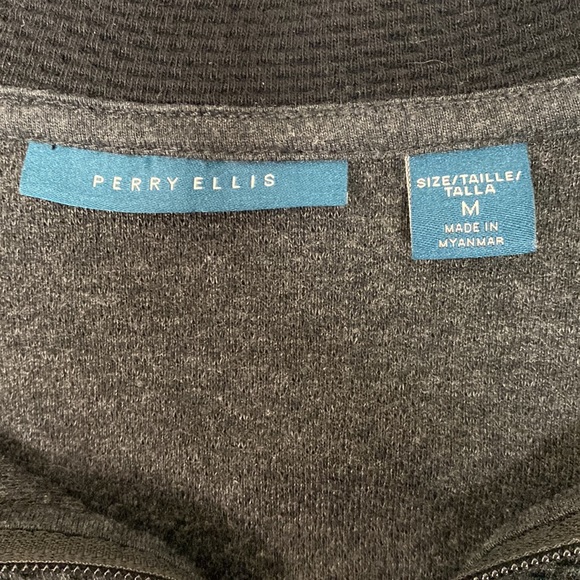 PERRY ELLIS
SIZE/TAILLE/
TALLA
M
MADE IN
MYANMAR